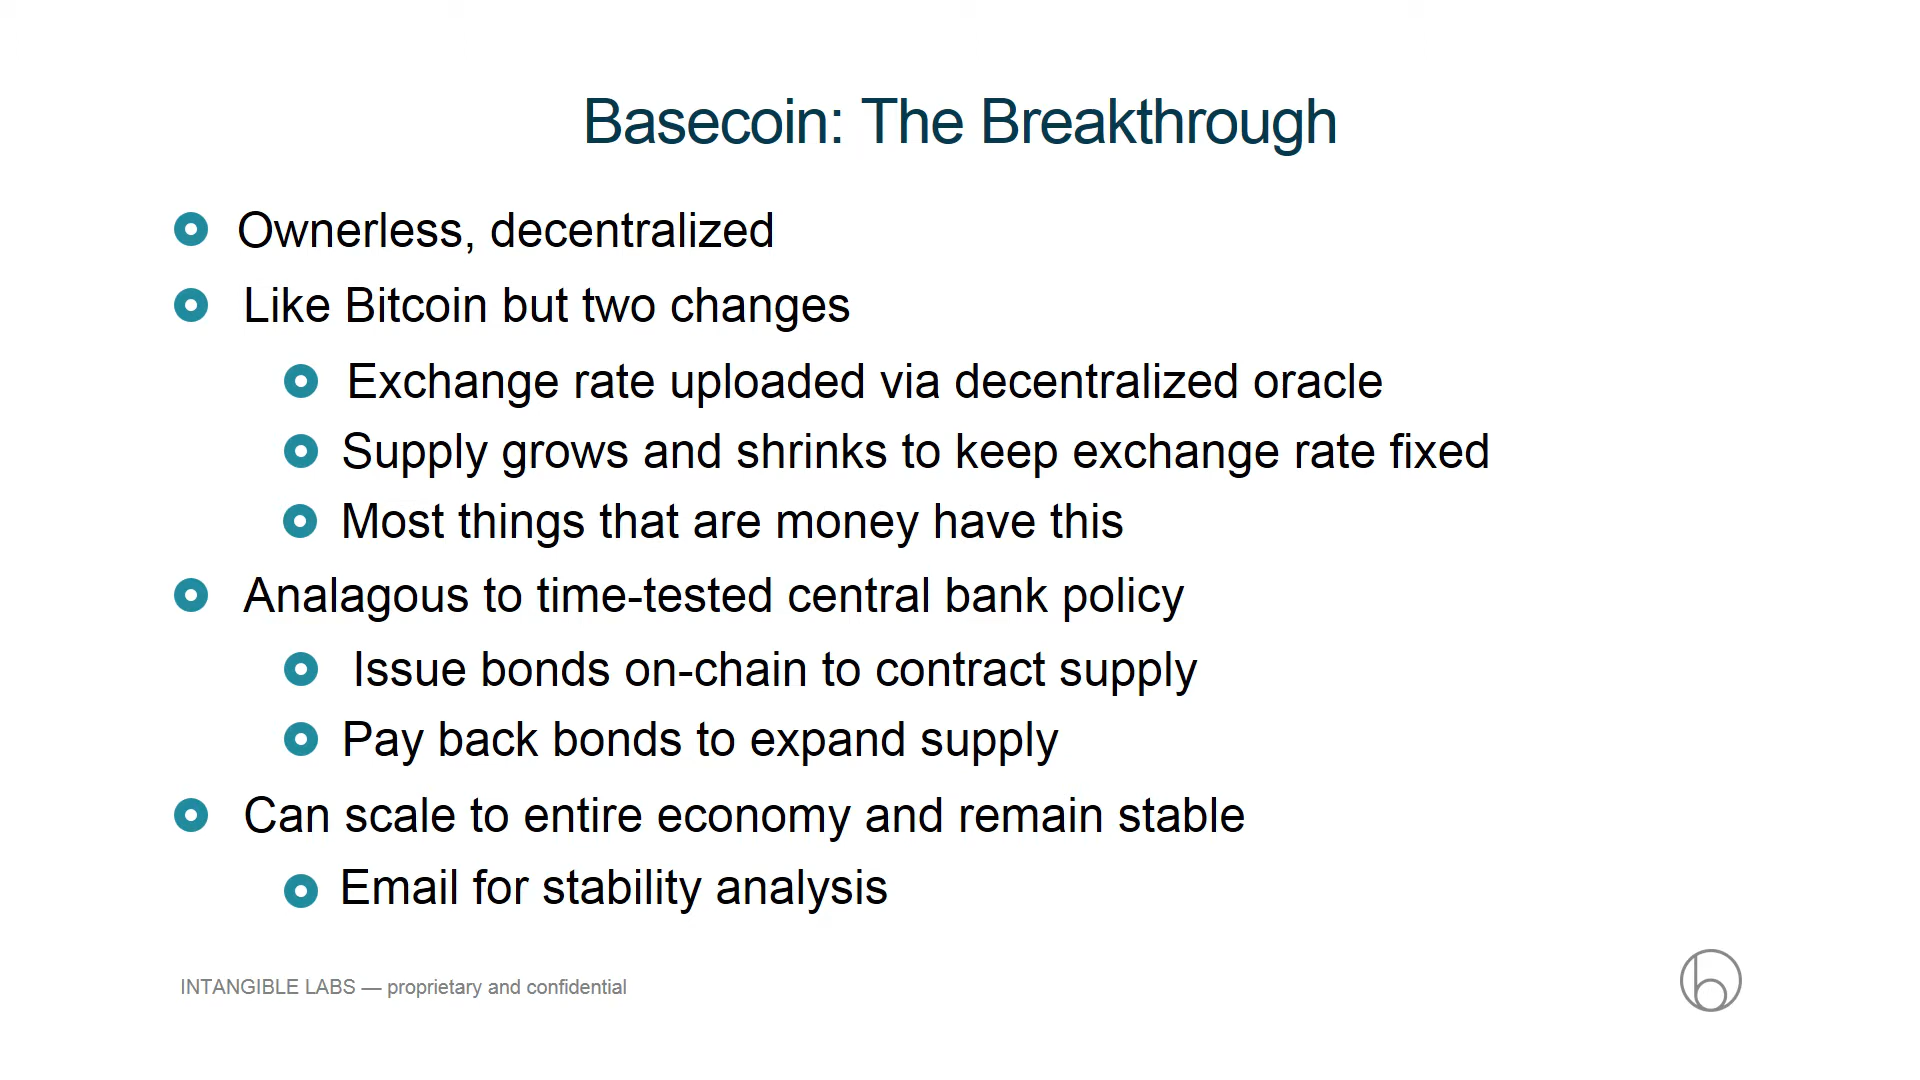 Basecoin: The Breakthrough
Ownerless, decentralized
Like Bitcoin but two changes
Exchange rate uploaded via decentralized oracle
Supply grows and shrinks to keep exchange rate fixed
Most things that are money have this
Analagous to time-tested central bank policy
Issue bonds on-chain to contract supply
Pay back bonds to expand supply
Can scale to entire economy and remain stable
Email for stability analysis
INTANGIBLE LABS — proprietary and confidential